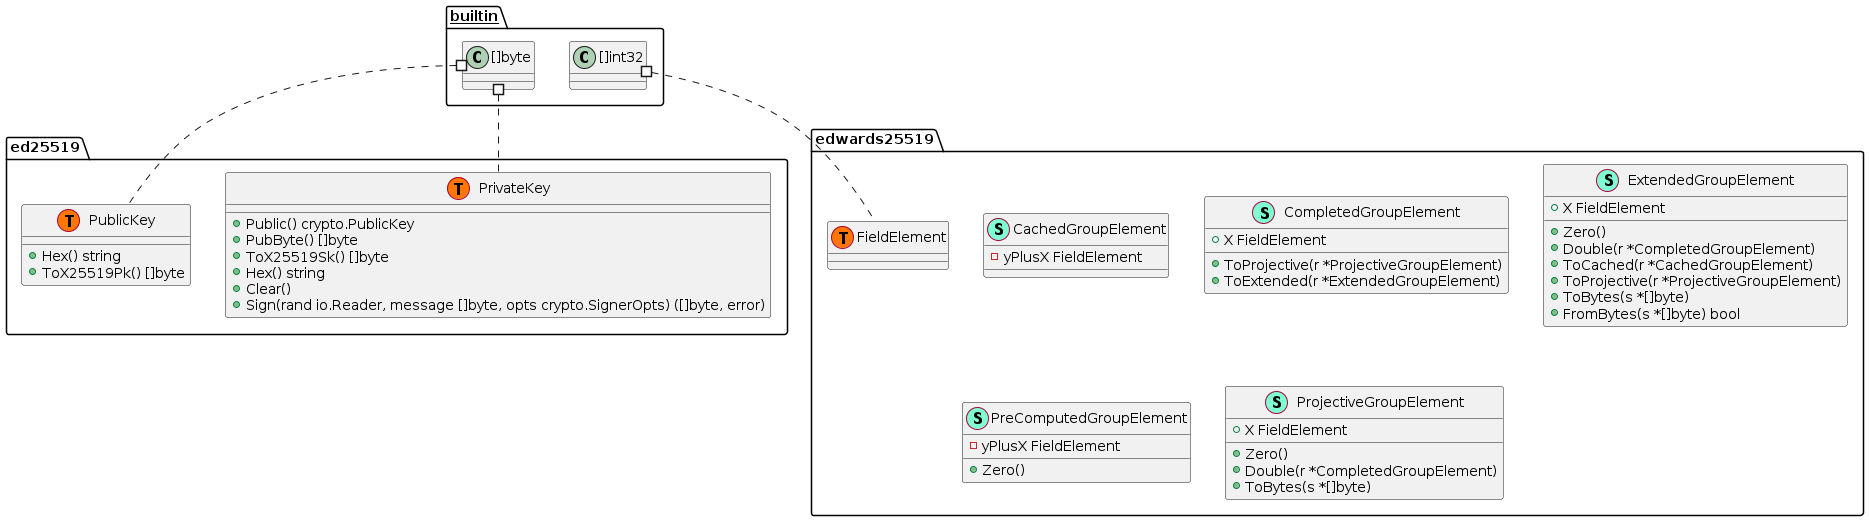 builtin
C []byte
C []int32
ed25519
T PublicKey
Hex() string
ToX25519Pk() []byte
T PrivateKey
Public() crypto.PublicKey
PubByte() []byte
ToX25519Sk() []byte
Hex() string
Clear()
Sign(rand io.Reader, message []byte, opts crypto.SignerOpts) ([]byte, error)
edwards25519
T FieldElement
S CachedGroupElement
yPlusX FieldElement
S CompletedGroupElement
X FieldElement
ToProjective(r *ProjectiveGroupElement)
ToExtended(r *ExtendedGroupElement)
S ExtendedGroupElement
X FieldElement
Zero()
Double(r *CompletedGroupElement)
ToCached(r *CachedGroupElement)
ToProjective(r *ProjectiveGroupElement)
ToBytes(s *[]byte)
FromBytes(s *[]byte) bool
S PreComputedGroupElement
yPlusX FieldElement
Zero()
S ProjectiveGroupElement
X FieldElement
Zero()
Double(r *CompletedGroupElement)
ToBytes(s *[]byte)